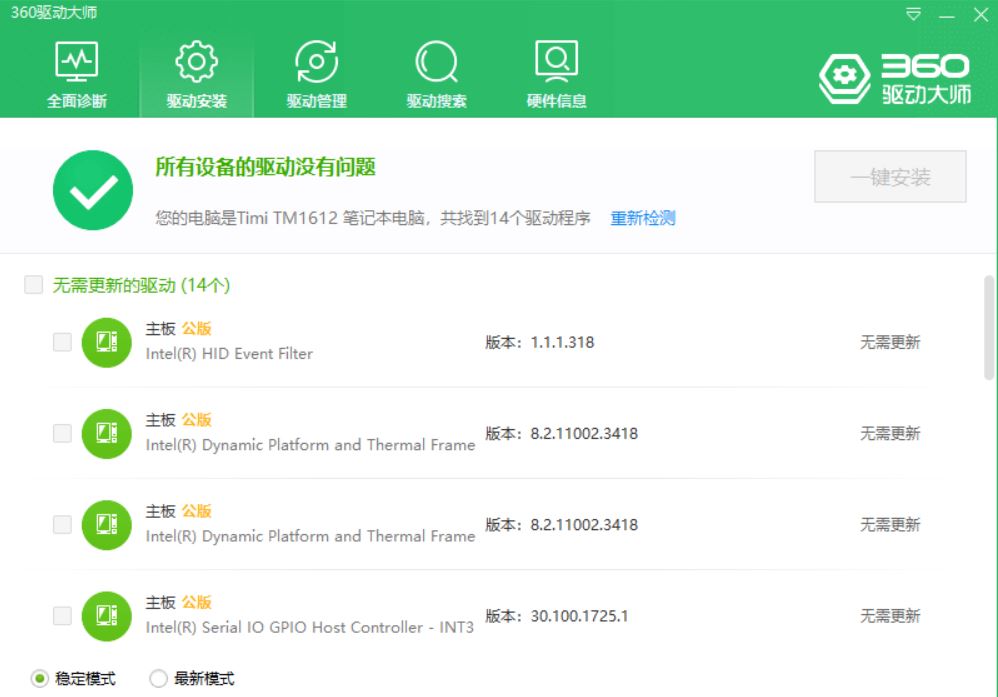 360驱动大师
全面诊断
驱动安装
驱动管理
驱动搜索
硬件信息
360
驱动大师
所有设备的驱动没有问题
您的电脑是Timi TM1612 笔记本电脑，共找到14个驱动程序 重新检测
一键安装
无需更新的驱动 (14个)
主板 公版
Intel(R) HID Event Filter
版本：1.1.1.318
无需更新
主板 公版
Intel(R) Dynamic Platform and Thermal Frame
版本：8.2.11002.3418
无需更新
主板 公版
Intel(R) Dynamic Platform and Thermal Frame
版本：8.2.11002.3418
无需更新
主板 公版
Intel(R) Serial IO GPIO Host Controller - INT3
版本：30.100.1725.1
无需更新
稳定模式 最新模式